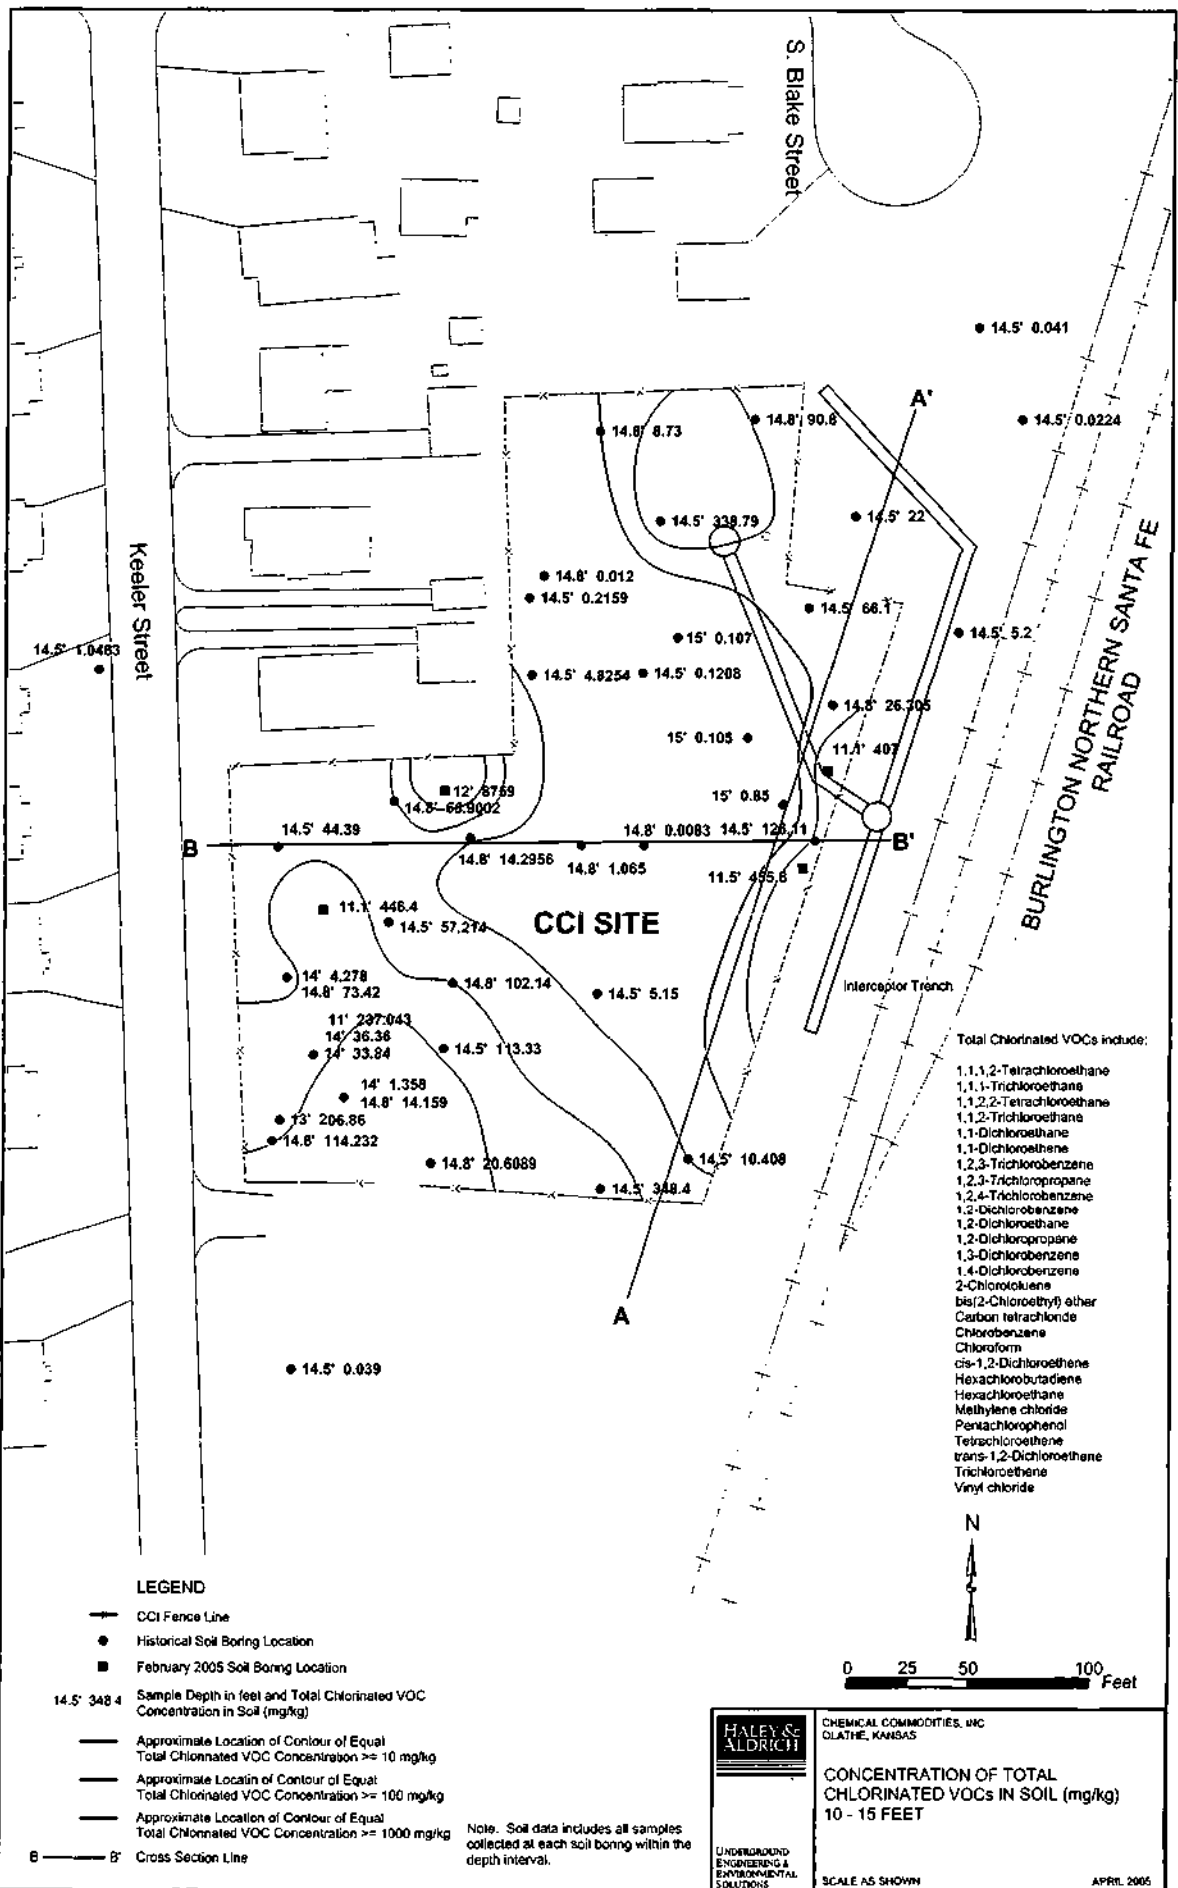 S. Blake Street
14.5' 0.041
A'
14.8' 90.8
14.5' 0.0224
14.8' 8.73
14.5' 22
14.5' 338.79
Keeler Street
14.8' 0.012
14.5' 0.2159
14.5' 66.1
14.5' 5.2
15' 0.107
14.5' 1.0483
14.5' 4.8254
14.5' 0.1208
14.8' 26.305
BURLINGTON NORTHERN SANTA FE
RAILROAD
15' 0.105
11.1' 407
12' 8759
14.8' 66.9002
15' 0.85
14.5' 44.39
14.8' 0.0083
14.5' 126.11
B
B'
14.8' 14.2956
14.8' 1.065
11.5' 455.6
11.1' 446.4
14.5' 57.214
CCI SITE
14' 4.278
14.8' 73.42
14.8' 102.14
14.5' 5.15
Interceptor Trench
11' 237.043
14' 36.36
14' 33.84
14.5' 113.33
14' 1.358
14.8' 14.159
13' 206.86
14.8' 114.232
14.8' 20.6089
14.5' 10.408
14.5' 348.4
A
14.5' 0.039
Total Chlorinated VOCs include:
1,1,1,2-Tetrachloroethane
1,1,1-Trichloroethane
1,1,2,2-Tetrachloroethane
1,1,2-Trichloroethane
1,1-Dichloroethane
1,1-Dichloroethene
1,2,3-Trichlorobenzene
1,2,3-Trichloropropane
1,2,4-Trichlorobenzene
1,2-Dichlorobenzene
1,2-Dichloroethane
1,2-Dichloropropane
1,3-Dichlorobenzene
1,4-Dichlorobenzene
2-Chlorotoluene
bis(2-Chloroethyl) ether
Carbon tetrachloride
Chlorobenzene
Chloroform
cis-1,2-Dichloroethene
Hexachlorobutadiene
Hexachloroethane
Methylene chloride
Pentachlorophenol
Tetrachloroethene
trans-1,2-Dichloroethene
Trichloroethene
Vinyl chloride
N
0 25 50 100 Feet
LEGEND
CCI Fence Line
Historical Soil Boring Location
February 2005 Soil Boring Location
14.5' 348 4 Sample Depth in feet and Total Chlorinated VOC
Concentration in Soil (mg/kg)
Approximate Location of Contour of Equal
Total Chlorinated VOC Concentration >= 10 mg/kg
Approximate Locatin of Contour of Equal
Total Chlorinated VOC Concentration >= 100 mg/kg
Approximate Location of Contour of Equal
Total Chlorinated VOC Concentration >= 1000 mg/kg
B B' Cross Section Line
Note. Soil data includes all samples
collected at each soil boring within the
depth interval.
HALEY &
ALDRICH
UNDERGROUND
ENGINEERING &
ENVIRONMENTAL
SOLUTIONS
CHEMICAL COMMODITIES, INC
OLATHE, KANSAS
CONCENTRATION OF TOTAL
CHLORINATED VOCs IN SOIL (mg/kg)
10 - 15 FEET
SCALE AS SHOWN
APRIL 2005